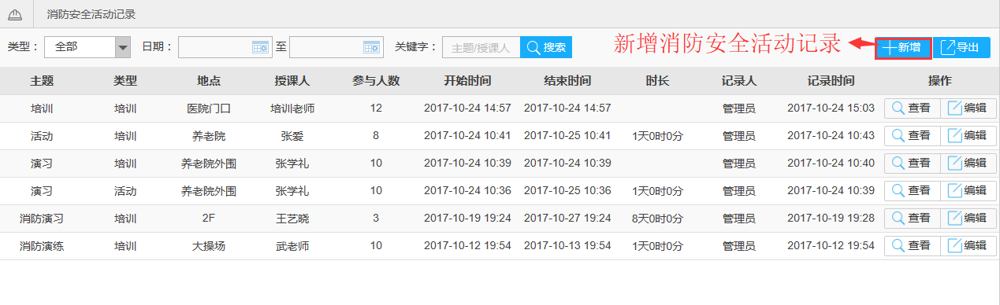 消防安全活动记录
类型： 全部 日期： 至 关键字： 主题/授课人 搜索 新增消防安全活动记录 新增 导出
主题 类型 地点 授课人 参与人数 开始时间 结束时间 时长 记录人 记录时间 操作
培训 培训 医院门口 培训老师 12 2017-10-24 14:57 2017-10-24 14:57 管理员 2017-10-24 15:03 查看 编辑
活动 培训 养老院 张爱 8 2017-10-24 10:41 2017-10-25 10:41 1天0时0分 管理员 2017-10-24 10:43 查看 编辑
演习 培训 养老院外围 张学礼 10 2017-10-24 10:39 2017-10-24 10:39 管理员 2017-10-24 10:40 查看 编辑
演习 活动 养老院外围 张学礼 10 2017-10-24 10:36 2017-10-25 10:36 1天0时0分 管理员 2017-10-24 10:39 查看 编辑
消防演习 培训 2F 王艺晓 3 2017-10-19 19:24 2017-10-27 19:24 8天0时0分 管理员 2017-10-19 19:28 查看 编辑
消防演练 培训 大操场 武老师 10 2017-10-12 19:54 2017-10-13 19:54 1天0时0分 管理员 2017-10-12 19:54 查看 编辑